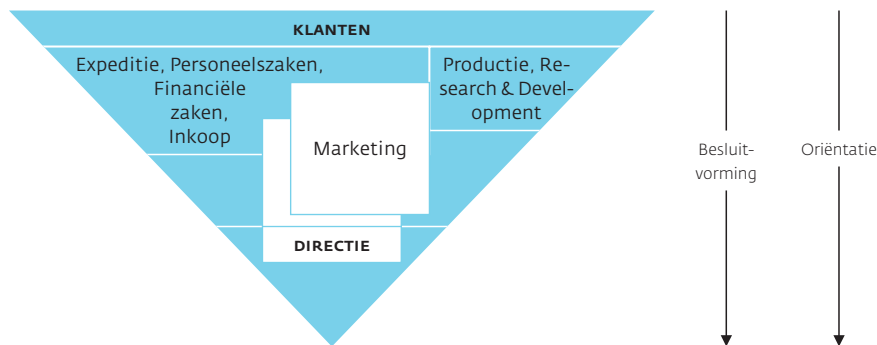 KLANTEN
Expeditie, Personeelszaken,
Financiële
zaken,
Inkoop
Productie, Re-
search & Devel-
opment
Marketing
DIRECTIE
Besluit-
vorming
Oriëntatie